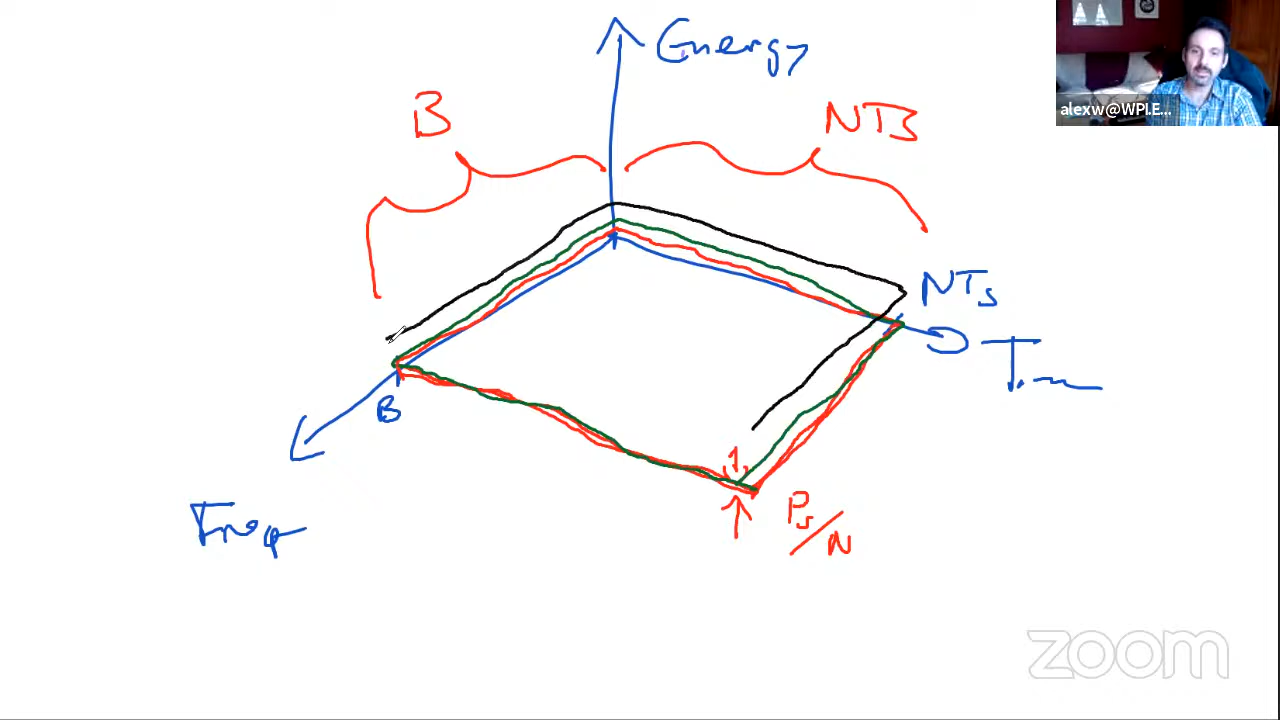 Energy
B
NTB
alexw@WPI.E...
NTs
Time
B
1
Freq
Ps/N
zoom